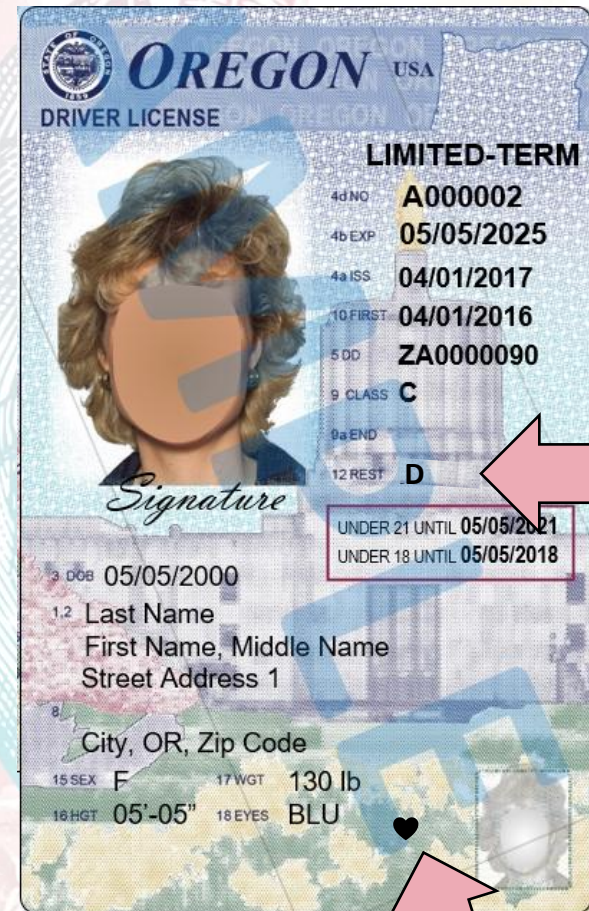 OREGON USA
DRIVER LICENSE
LIMITED-TERM
4d NO A000002
4b EXP 05/05/2025
4a ISS 04/01/2017
10 FIRST 04/01/2016
5 DD ZA0000090
9 CLASS C
9a END
12 REST D
Signature
UNDER 21 UNTIL 05/05/2021
UNDER 18 UNTIL 05/05/2018
3 DOB 05/05/2000
1,2 Last Name
First Name, Middle Name
Street Address 1
8
City, OR, Zip Code
15 SEX F 17 WGT 130 lb
16 HGT 05'-05" 18 EYES BLU
SAMPLE